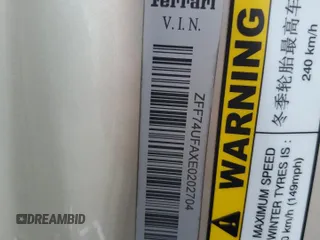 Ferrari
V.I.N.
ZFF74UFAXE0202704
WARNING
冬季轮胎最高车
240 km/h
MAXIMUM SPEED
WINTER TYRES IS :
km/h (149mph)
DREAMBID